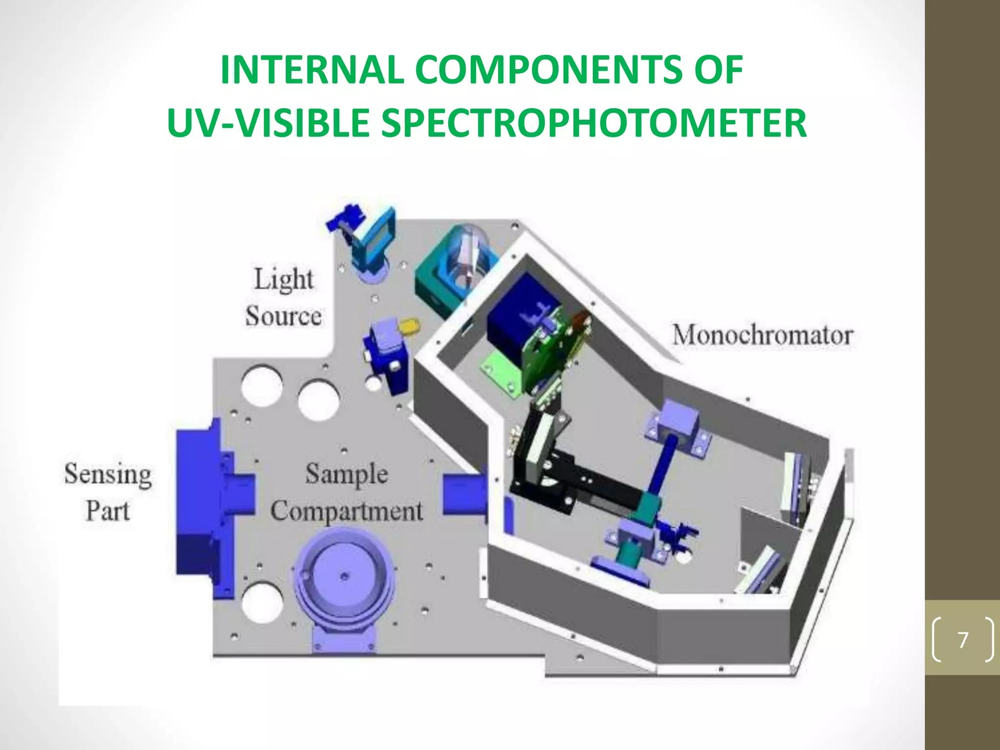 INTERNAL COMPONENTS OF
UV-VISIBLE SPECTROPHOTOMETER
Light
Source
Monochromator
Sensing
Part
Sample
Compartment
7